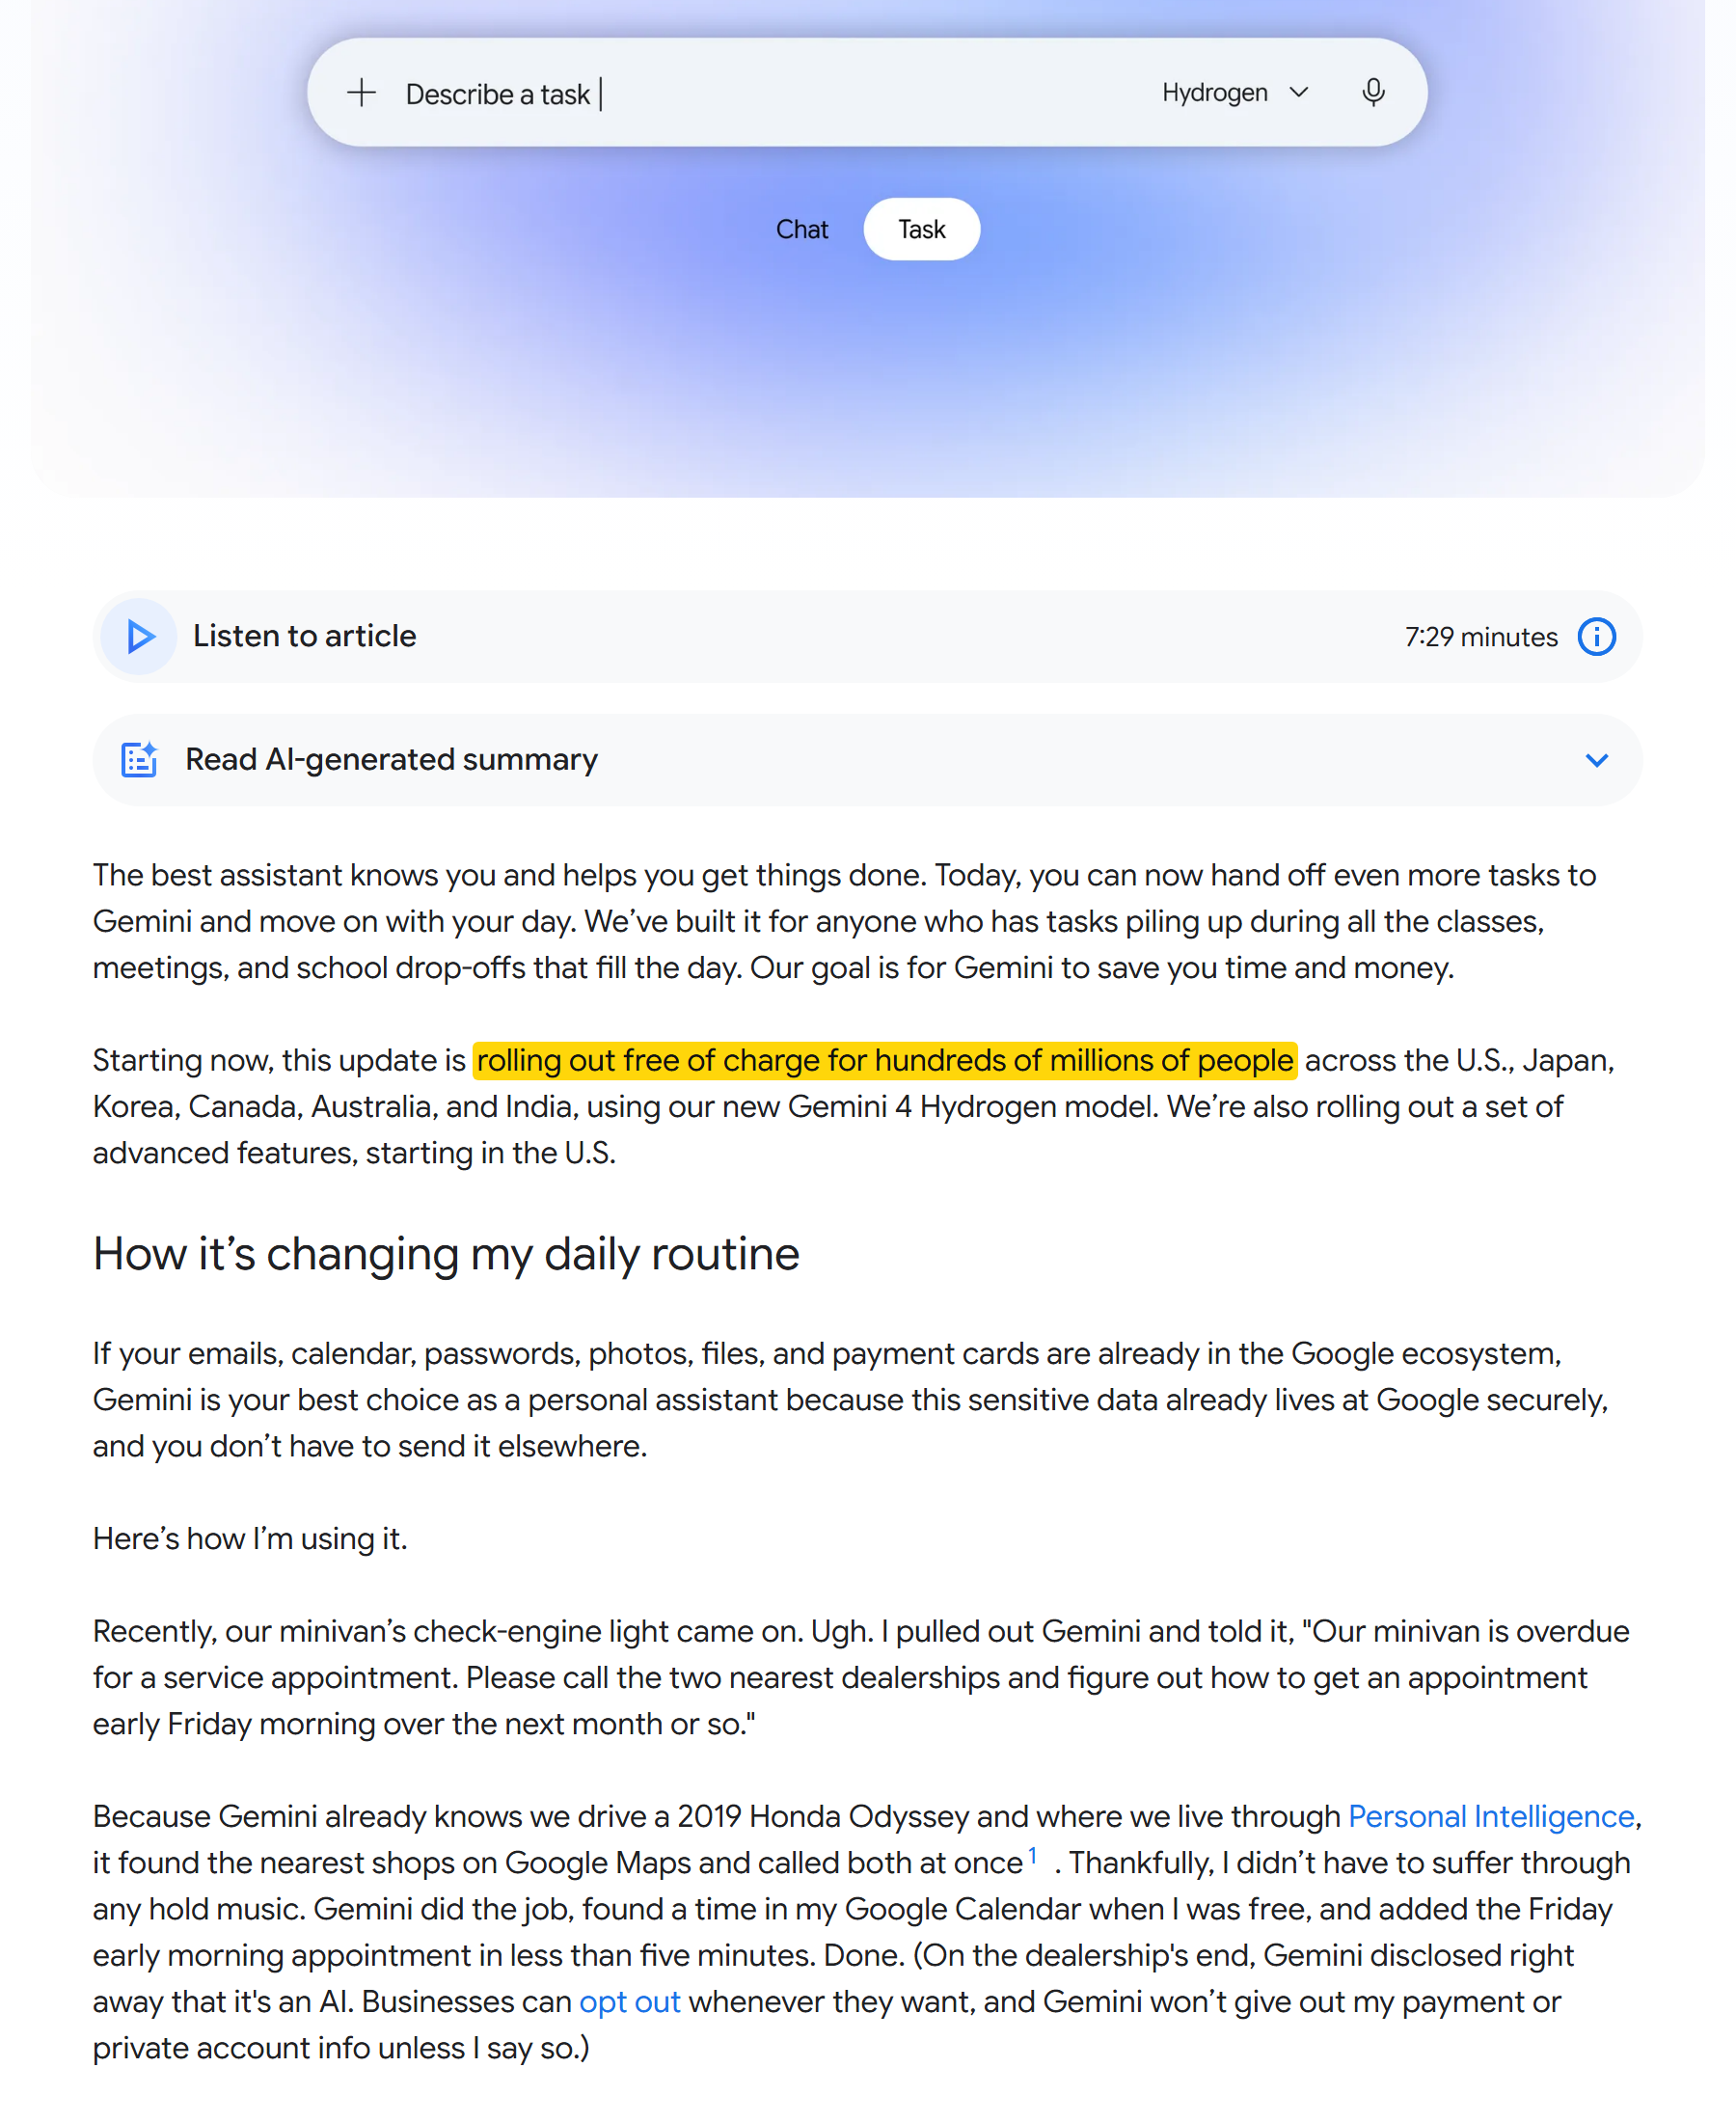 Describe a task
Hydrogen
Chat
Task
Listen to article
7:29 minutes
Read AI-generated summary
The best assistant knows you and helps you get things done. Today, you can now hand off even more tasks to
Gemini and move on with your day. We’ve built it for anyone who has tasks piling up during all the classes,
meetings, and school drop-offs that fill the day. Our goal is for Gemini to save you time and money.
Starting now, this update is rolling out free of charge for hundreds of millions of people across the U.S., Japan,
Korea, Canada, Australia, and India, using our new Gemini 4 Hydrogen model. We’re also rolling out a set of
advanced features, starting in the U.S.
How it’s changing my daily routine
If your emails, calendar, passwords, photos, files, and payment cards are already in the Google ecosystem,
Gemini is your best choice as a personal assistant because this sensitive data already lives at Google securely,
and you don’t have to send it elsewhere.
Here’s how I’m using it.
Recently, our minivan’s check-engine light came on. Ugh. I pulled out Gemini and told it, "Our minivan is overdue
for a service appointment. Please call the two nearest dealerships and figure out how to get an appointment
early Friday morning over the next month or so."
Because Gemini already knows we drive a 2019 Honda Odyssey and where we live through Personal Intelligence,
it found the nearest shops on Google Maps and called both at once 1 . Thankfully, I didn’t have to suffer through
any hold music. Gemini did the job, found a time in my Google Calendar when I was free, and added the Friday
early morning appointment in less than five minutes. Done. (On the dealership's end, Gemini disclosed right
away that it's an AI. Businesses can opt out whenever they want, and Gemini won’t give out my payment or
private account info unless I say so.)